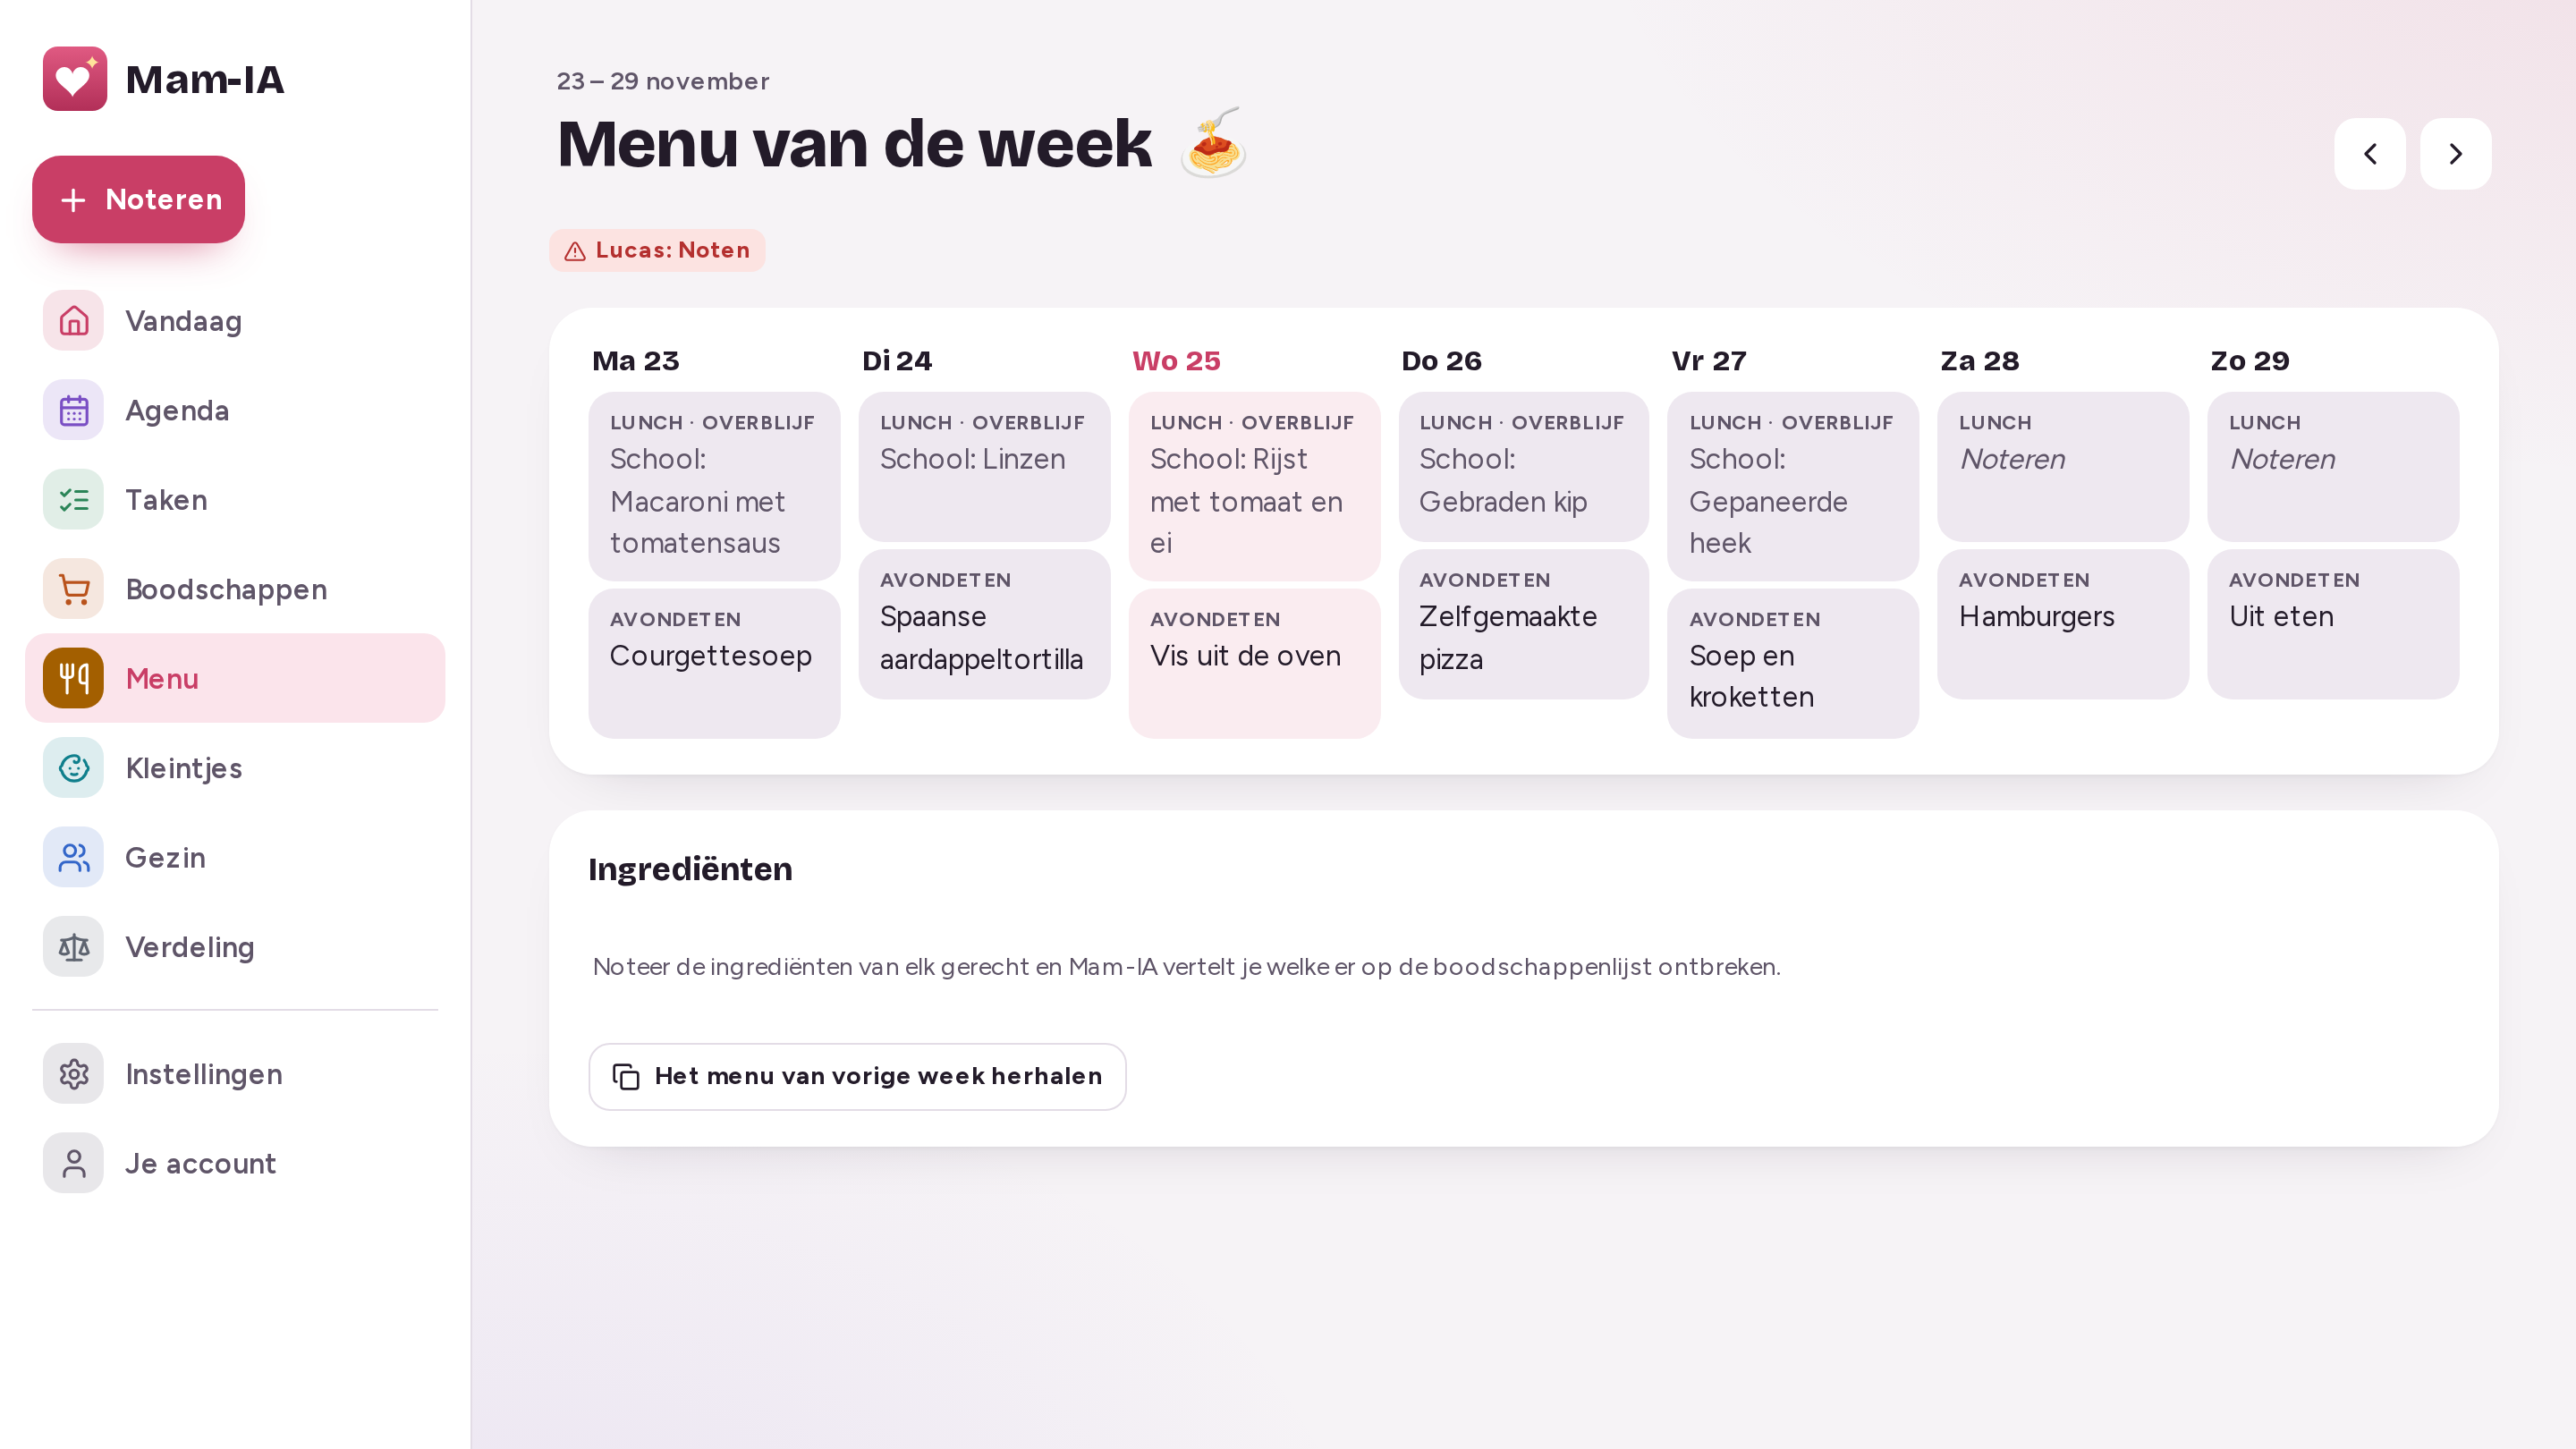 Mam-IA
Noteren
Vandaag
Agenda
Taken
Boodschappen
Menu
Kleintjes
Gezin
Verdeling
Instellingen
Je account
23 – 29 november
Menu van de week
Lucas: Noten
Ma 23
LUNCH · OVERBLIJF
School:
Macaroni met
tomatensaus
AVONDETEN
Courgettesoep
Di 24
LUNCH · OVERBLIJF
School: Linzen
AVONDETEN
Spaanse
aardappeltortilla
Wo 25
LUNCH · OVERBLIJF
School: Rijst
met tomaat en
ei
AVONDETEN
Vis uit de oven
Do 26
LUNCH · OVERBLIJF
School:
Gebraden kip
AVONDETEN
Zelfgemaakte
pizza
Vr 27
LUNCH · OVERBLIJF
School:
Gepaneerde
heek
AVONDETEN
Soep en
kroketten
Za 28
LUNCH
Noteren
AVONDETEN
Hamburgers
Zo 29
LUNCH
Noteren
AVONDETEN
Uit eten
Ingrediënten
Noteer de ingrediënten van elk gerecht en Mam-IA vertelt je welke er op de boodschappenlijst ontbreken.
Het menu van vorige week herhalen